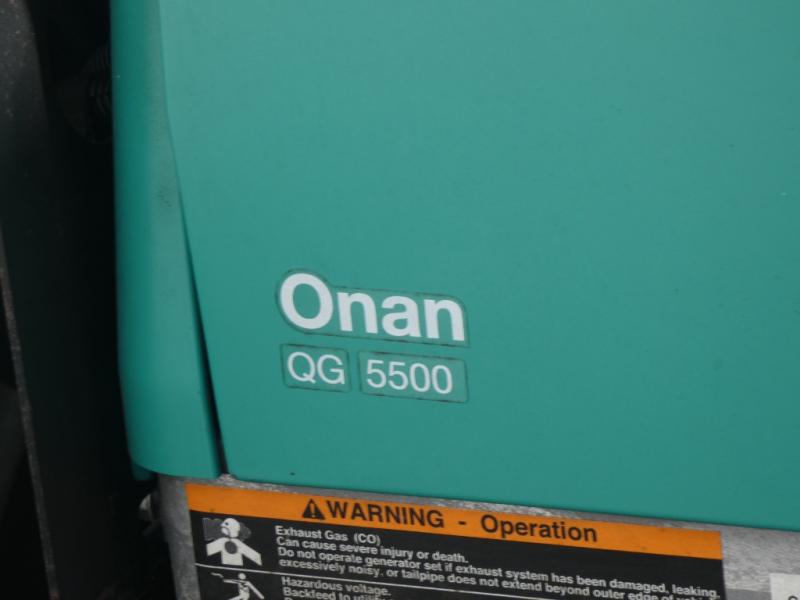 Onan
QG 5500
WARNING - Operation
Exhaust Gas (CO)
Can cause severe injury or death.
Do not operate generator set if exhaust system has been damaged, leaking,
excessively noisy, or tailpipe does not extend beyond outer edge of
Hazardous voltage.
Backfeed to